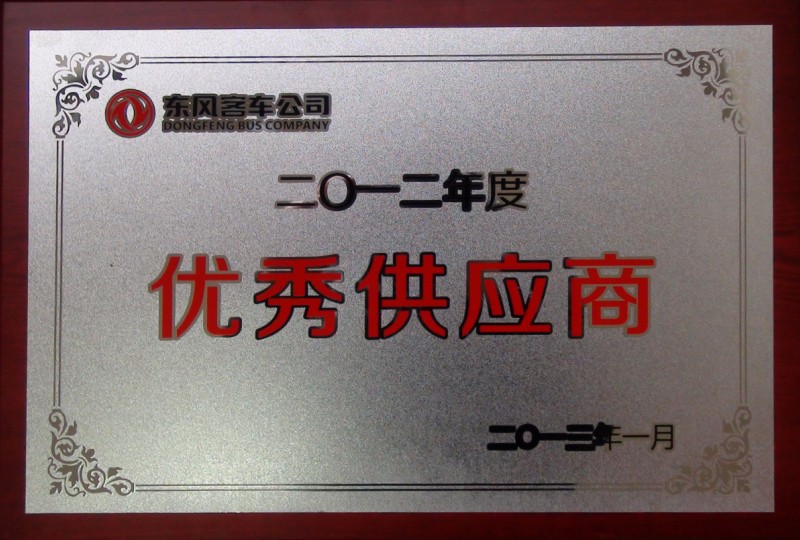 东风客车公司
DONGFENG BUS COMPANY
二〇一二年度
优秀供应商
二〇一三年一月